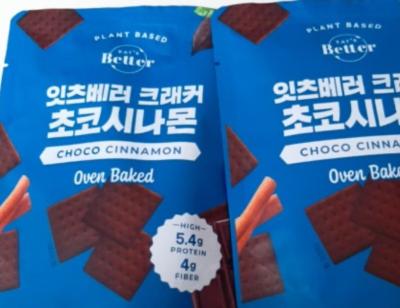 PLANT BASED
EAT'S
Better
잇츠베러 크래커
초코시나몬
CHOCO CINNAMON
Oven Baked
HIGH
5.4g
PROTEIN
4g
FIBER
PLANT BASED
EAT'S
Better
잇츠베러 크래
초코시나
CHOCO CINNA
Oven Bake